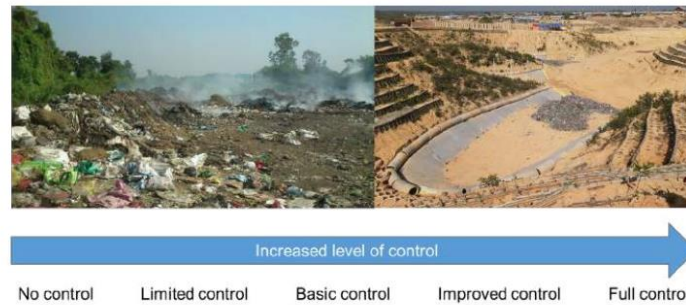 Increased level of control
No control Limited control Basic control Improved control Full contro